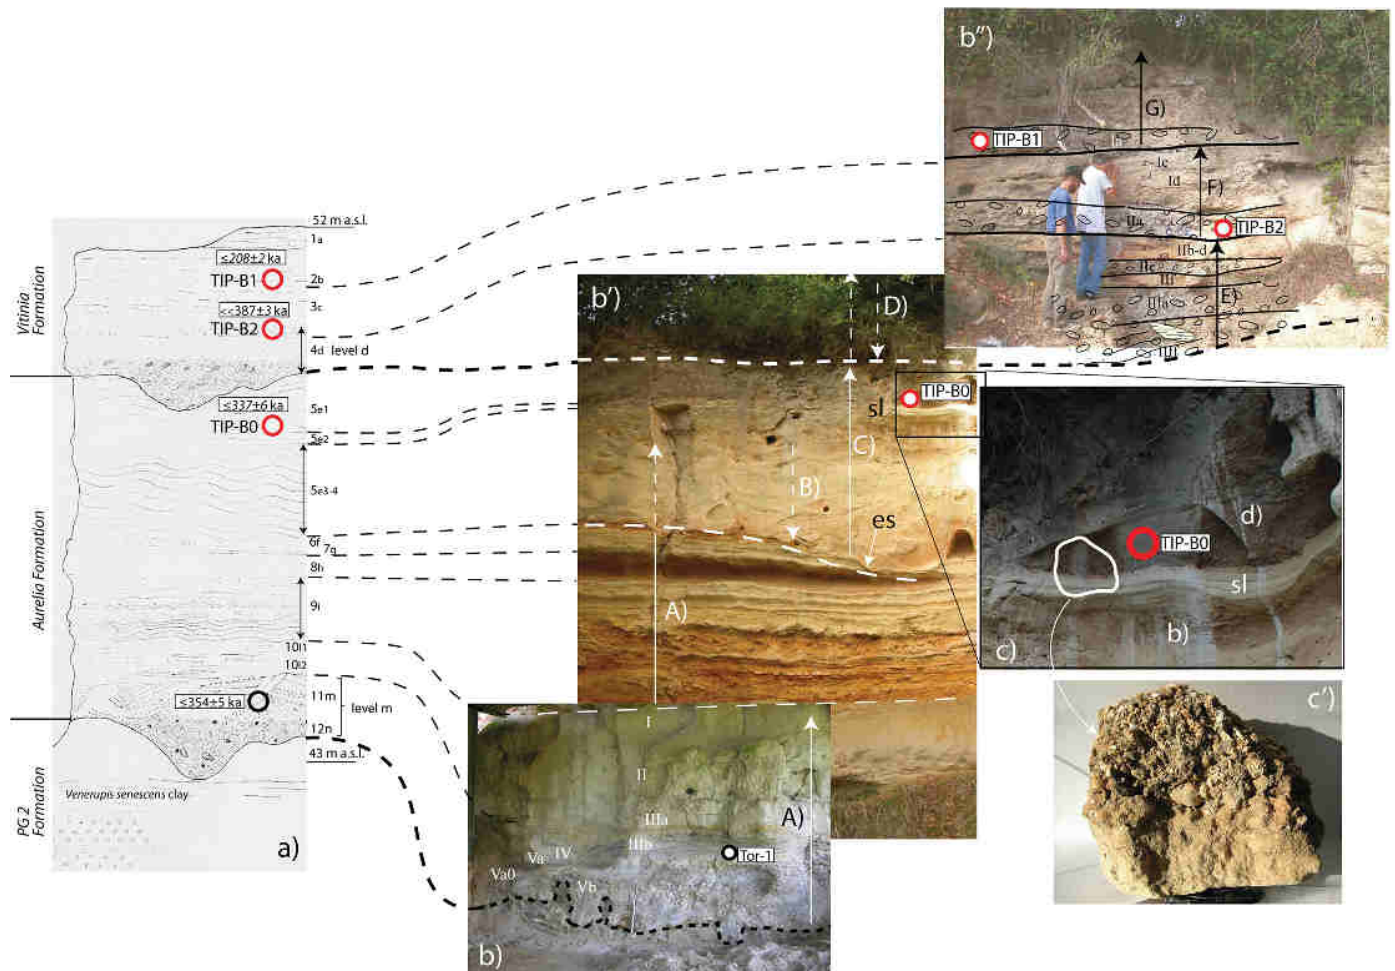 52 m a.s.l.
1a
≤208±2 ka
TIP-B1
2b
3c
<<387±3 ka
TIP-B2
4d
level d
Vitinia
Formation
≤337±6 ka
5e1
TIP-B0
5e2
5e3-4
6f
7g
8h
9i
Aurelia Formation
10l1
10l2
≤354±5 ka
11m
level m
12n
43 m a.s.l.
PG 2
Formation
Venerupis senescens clay
a)
b')
D)
TIP-B0
sl
C)
B)
es
A)
b'')
G)
TIP-B1
Ic
Id
F)
IIa
TIP-B2
IIb-d
IIe
III
IIIa
E)
d)
TIP-B0
sl
b)
c)
c')
I
II
IIIa
IIIb
IV
Va
Va0
Vb
Tor-1
A)
b)